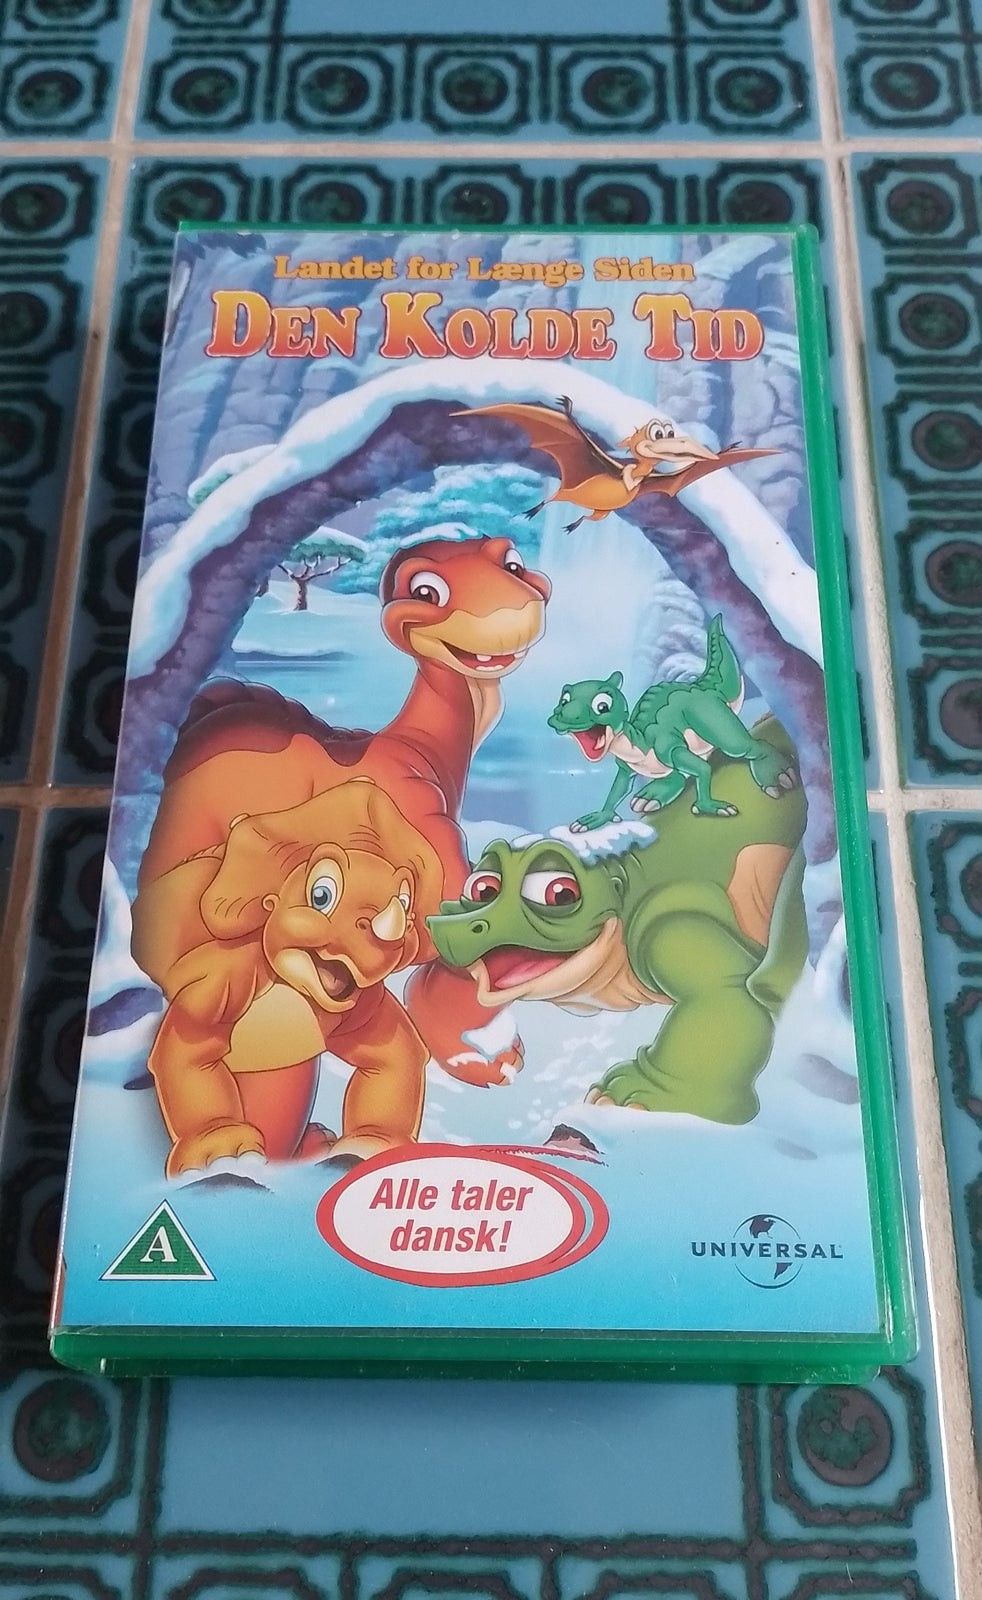 Landet for Længe Siden
DEN KOLDE TID
Alle taler
dansk!
A
UNIVERSAL